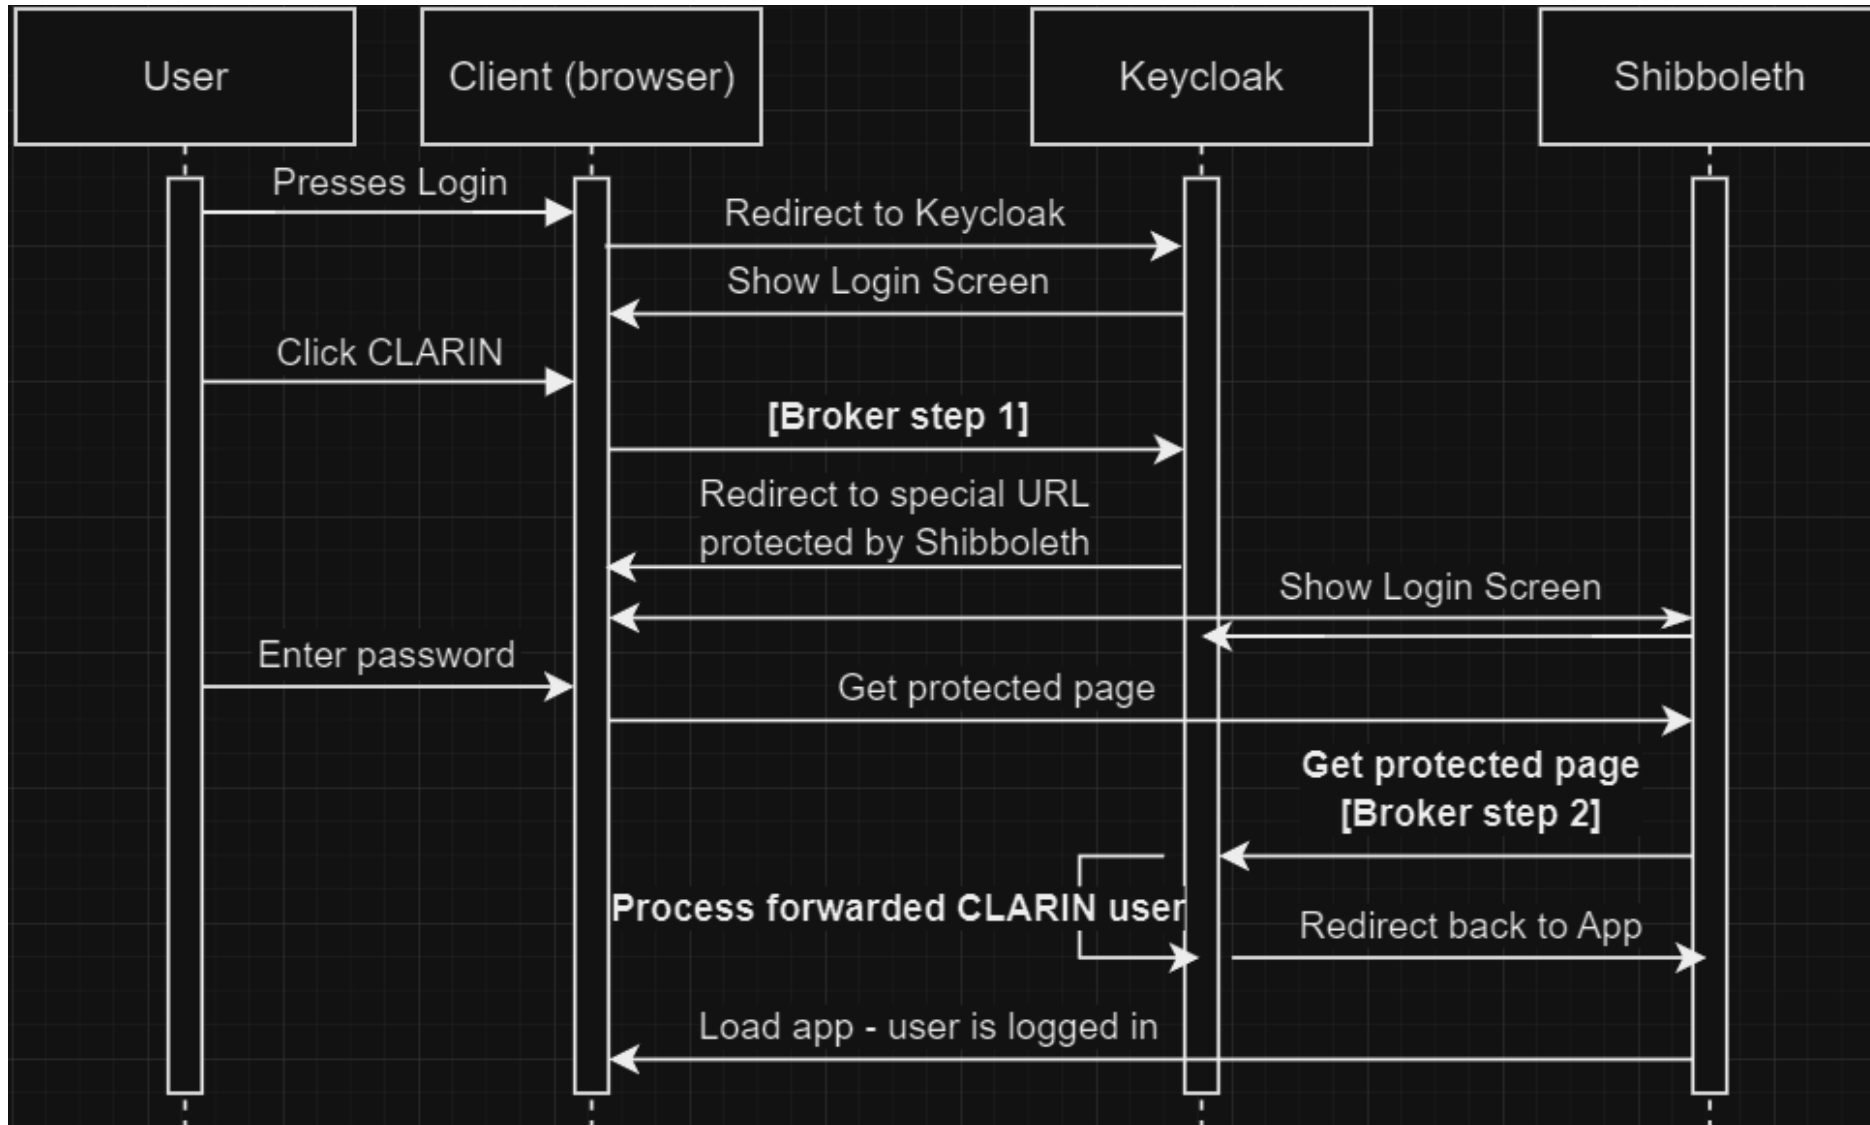 User
Client (browser)
Keycloak
Shibboleth
Presses Login
Redirect to Keycloak
Show Login Screen
Click CLARIN
[Broker step 1]
Redirect to special URL
protected by Shibboleth
Show Login Screen
Enter password
Get protected page
Get protected page
[Broker step 2]
Process forwarded CLARIN user
Redirect back to App
Load app - user is logged in